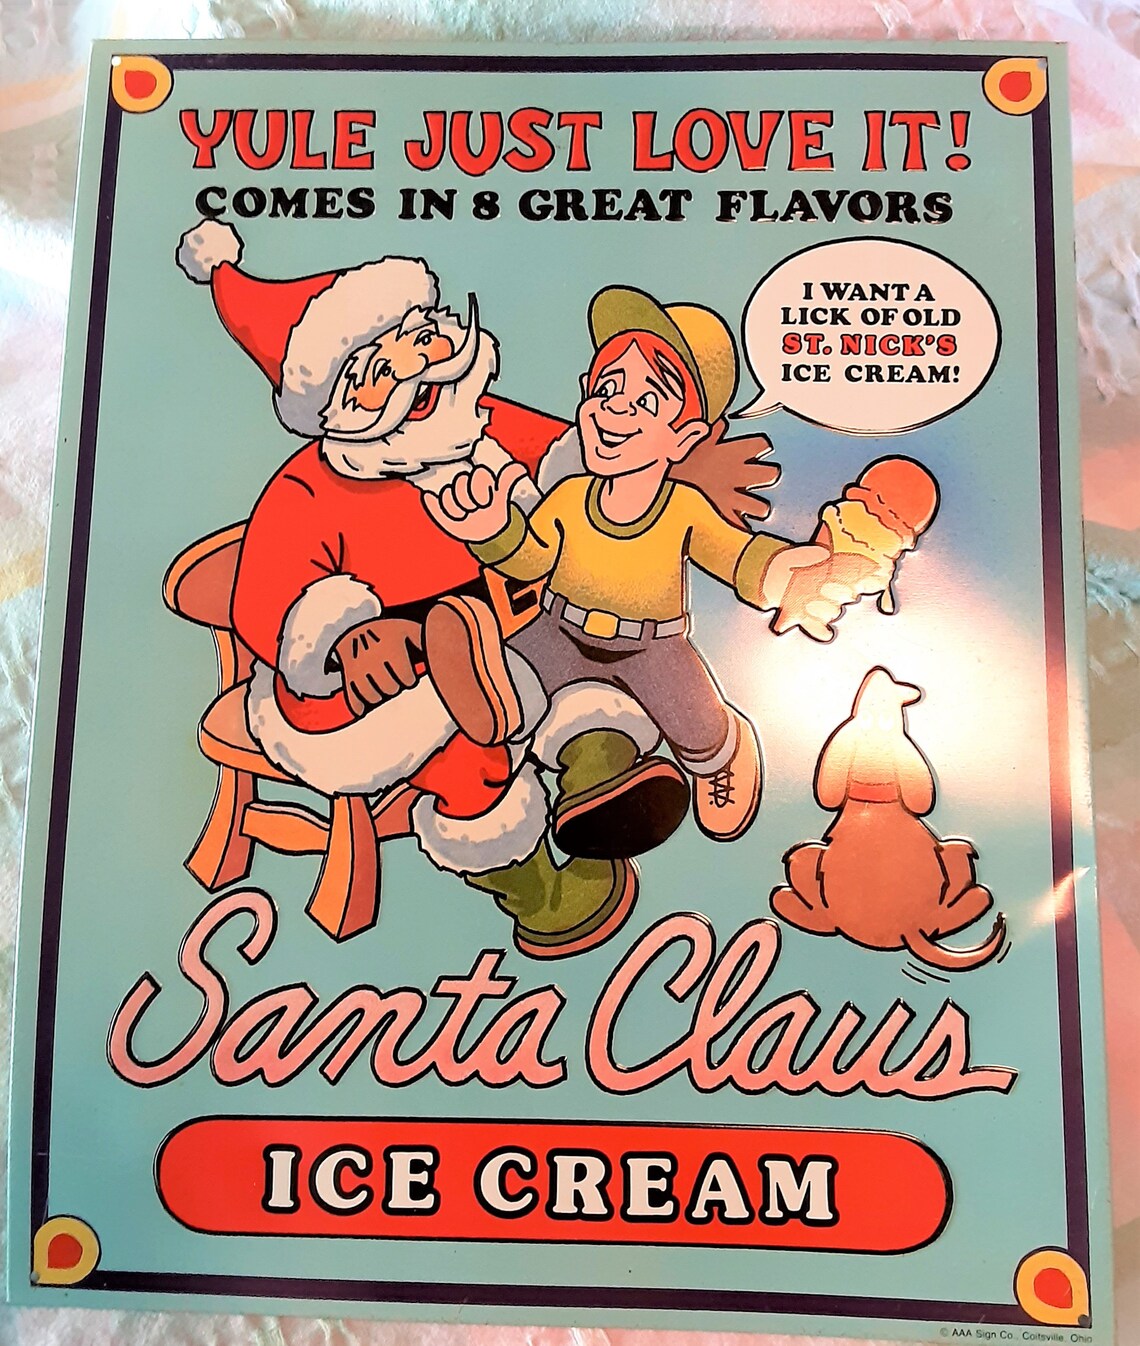 YULE JUST LOVE IT!
COMES IN 8 GREAT FLAVORS
I WANT A
LICK OF OLD
ST. NICK'S
ICE CREAM!
Santa Claus
ICE CREAM
© AAA Sign Co., Coitsville, Ohio